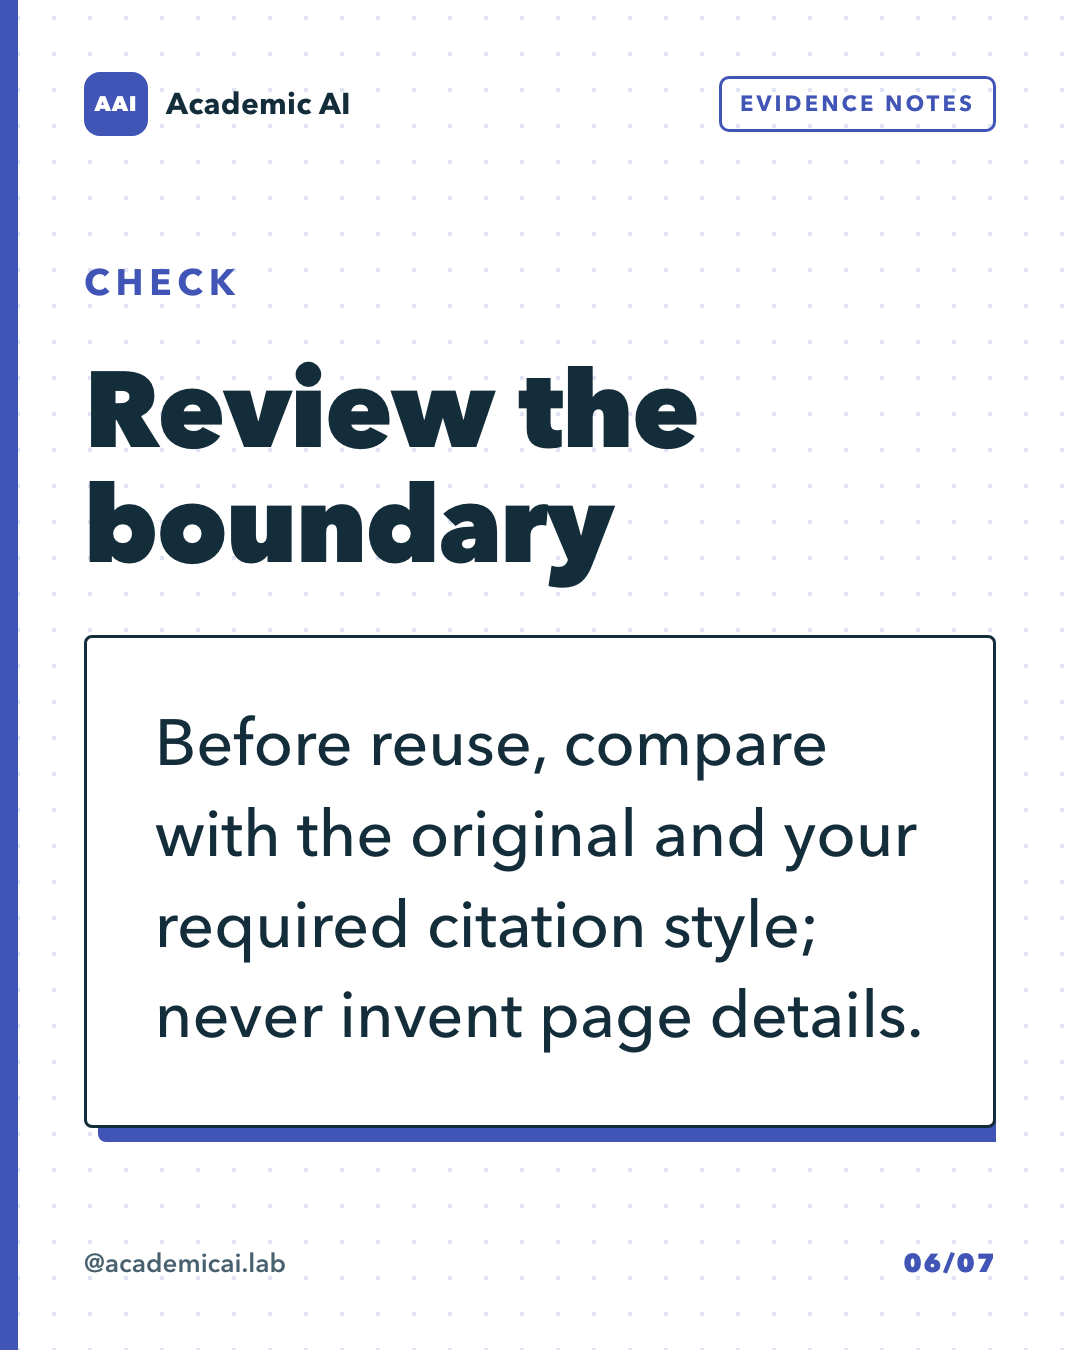 AAI
Academic AI
EVIDENCE NOTES
CHECK
Review the
boundary
Before reuse, compare
with the original and your
required citation style;
never invent page details.
@academicai.lab
06/07